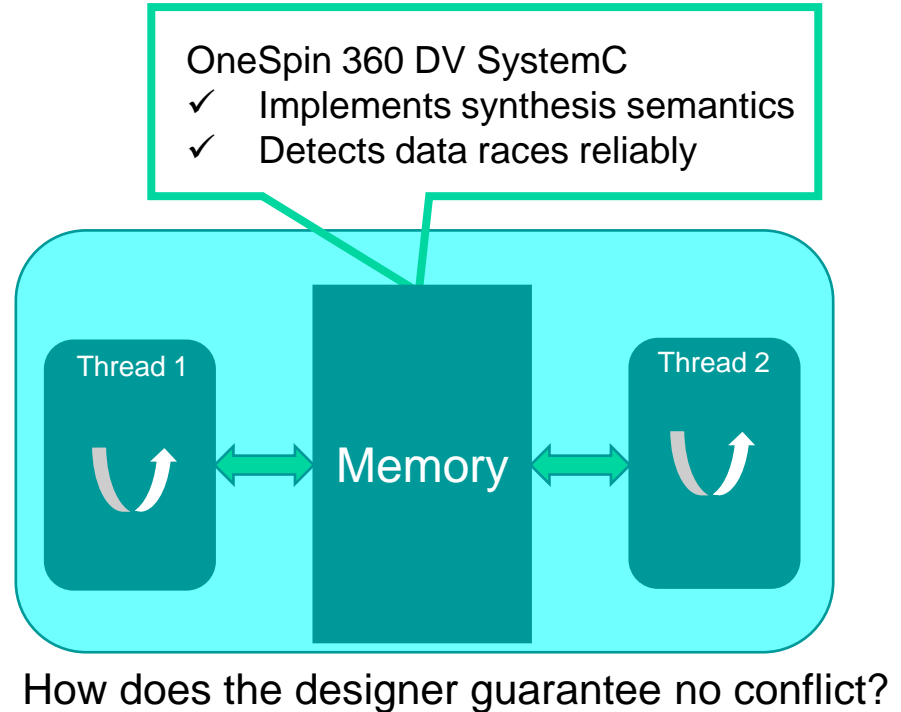 OneSpin 360 DV SystemC
✓ Implements synthesis semantics
✓ Detects data races reliably
Thread 1
Memory
Thread 2
How does the designer guarantee no conflict?